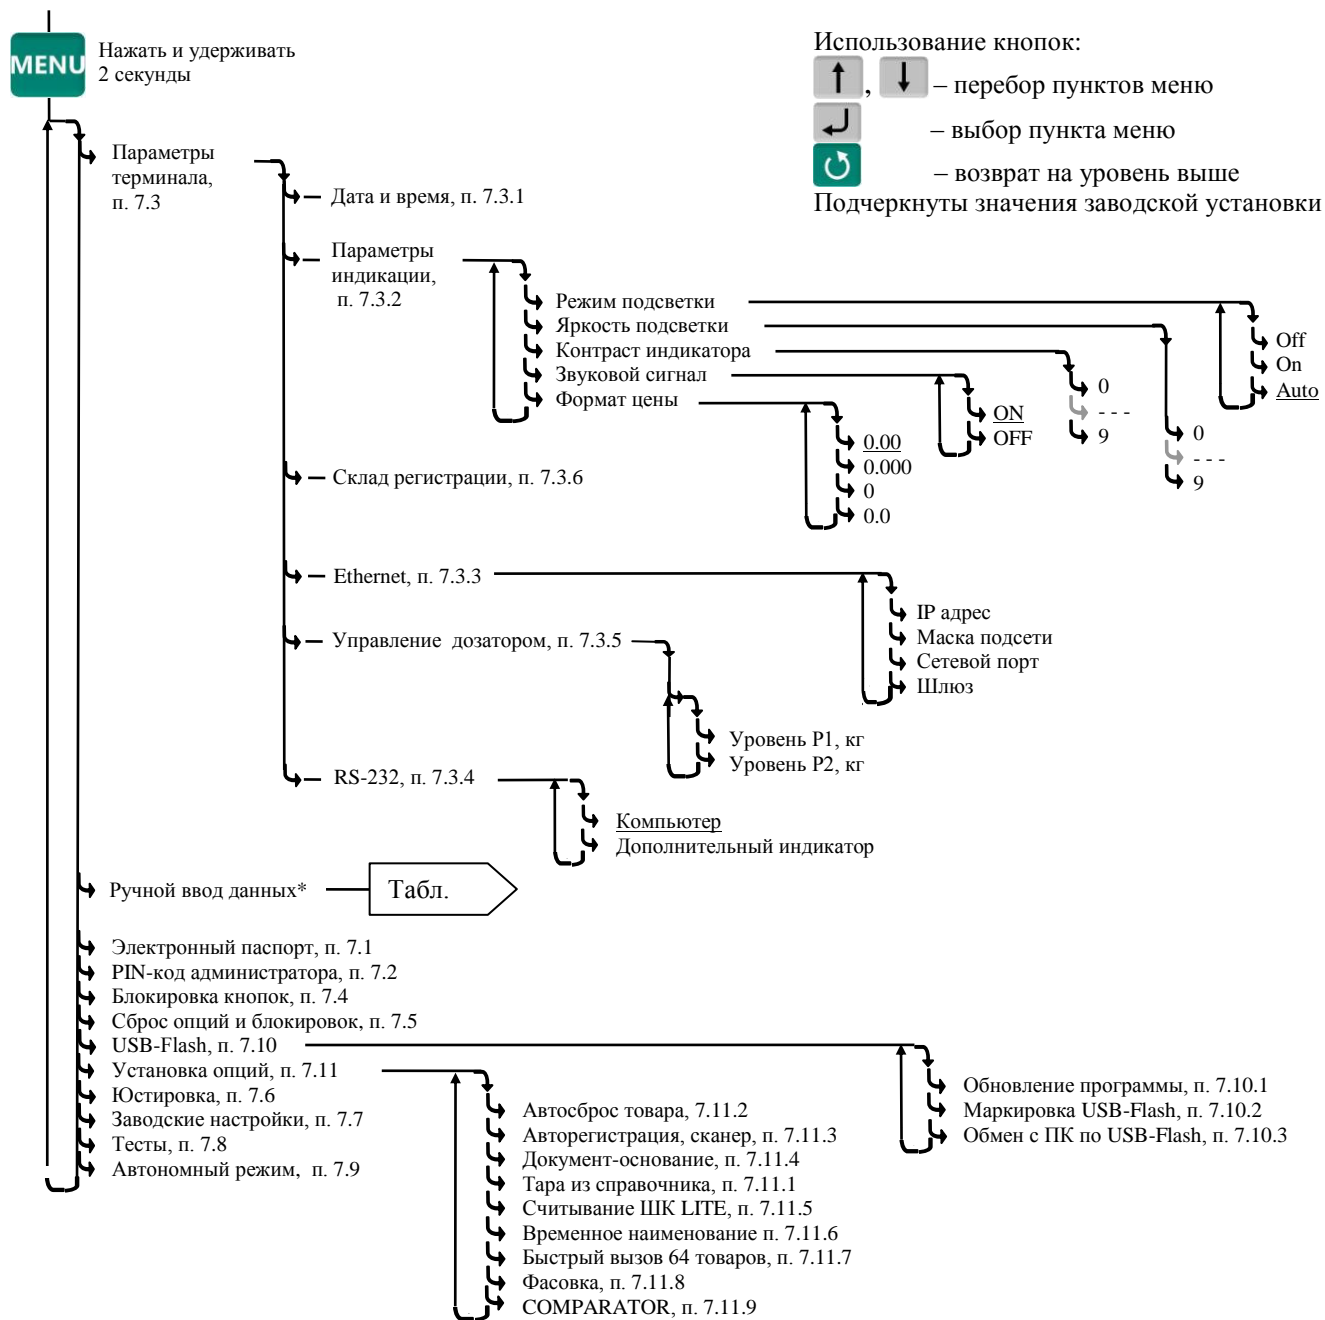 MENU
Нажать и удерживать
2 секунды
Использование кнопок:
, – перебор пунктов меню
– выбор пункта меню
– возврат на уровень выше
Подчеркнуты значения заводской установки
Параметры
терминала,
п. 7.3
Дата и время, п. 7.3.1
Параметры
индикации,
п. 7.3.2
Режим подсветки
Яркость подсветки
Контраст индикатора
Звуковой сигнал
Формат цены
Off
On
Auto
0
- - -
9
0
- - -
9
ON
OFF
0.00
0.000
0
0.0
Склад регистрации, п. 7.3.6
Ethernet, п. 7.3.3
IP адрес
Маска подсети
Сетевой порт
Шлюз
Управление дозатором, п. 7.3.5
Уровень P1, кг
Уровень P2, кг
RS-232, п. 7.3.4
Компьютер
Дополнительный индикатор
Ручной ввод данных*
Табл.
Электронный паспорт, п. 7.1
PIN-код администратора, п. 7.2
Блокировка кнопок, п. 7.4
Сброс опций и блокировок, п. 7.5
USB-Flash, п. 7.10
Установка опций, п. 7.11
Юстировка, п. 7.6
Заводские настройки, п. 7.7
Тесты, п. 7.8
Автономный режим, п. 7.9
Обновление программы, п. 7.10.1
Маркировка USB-Flash, п. 7.10.2
Обмен с ПК по USB-Flash, п. 7.10.3
Автосброс товара, 7.11.2
Авторегистрация, сканер, п. 7.11.3
Документ-основание, п. 7.11.4
Тара из справочника, п. 7.11.1
Считывание ШК LITE, п. 7.11.5
Временное наименование п. 7.11.6
Быстрый вызов 64 товаров, п. 7.11.7
Фасовка, п. 7.11.8
COMPARATOR, п. 7.11.9